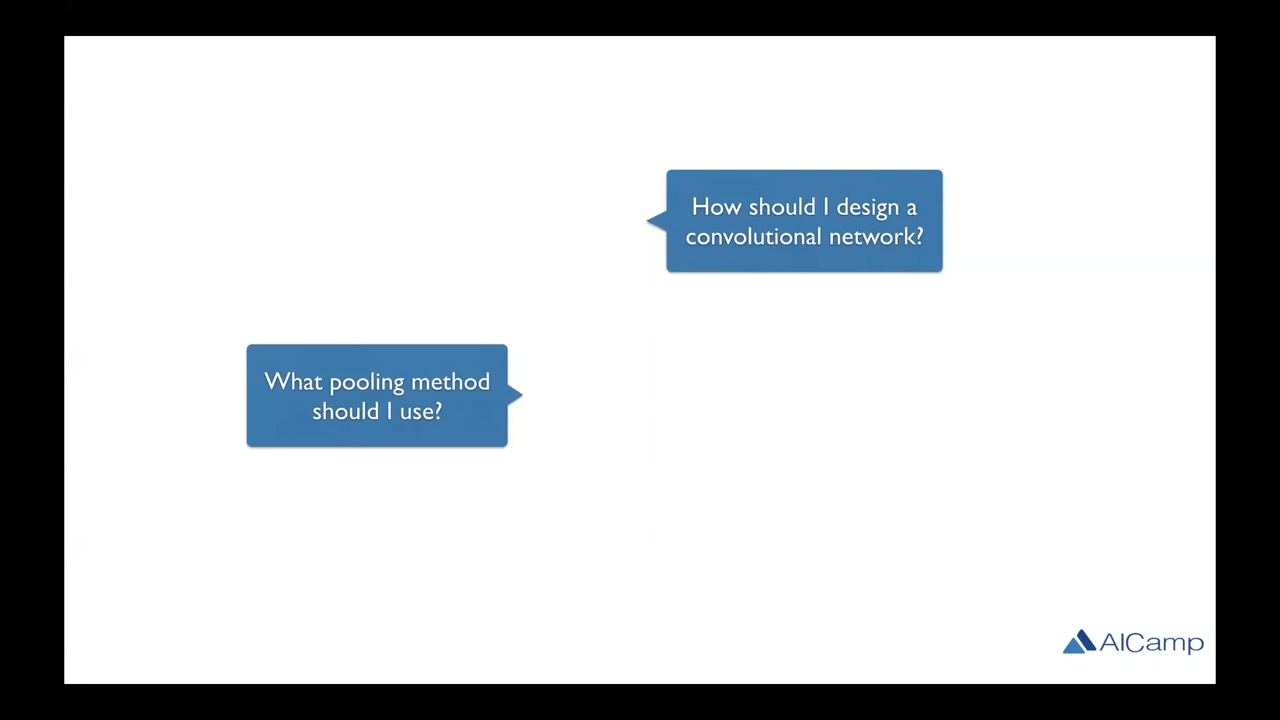 How should I design a
convolutional network?
What pooling method
should I use?
AICamp